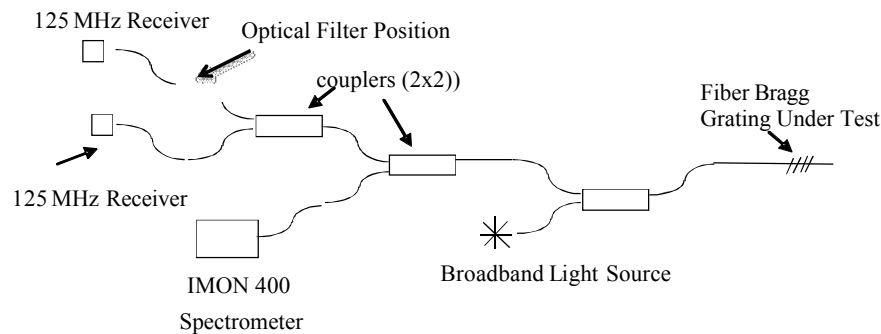 125 MHz Receiver
Optical Filter Position
couplers (2x2))
Fiber Bragg
Grating Under Test
125 MHz Receiver
IMON 400
Spectrometer
Broadband Light Source